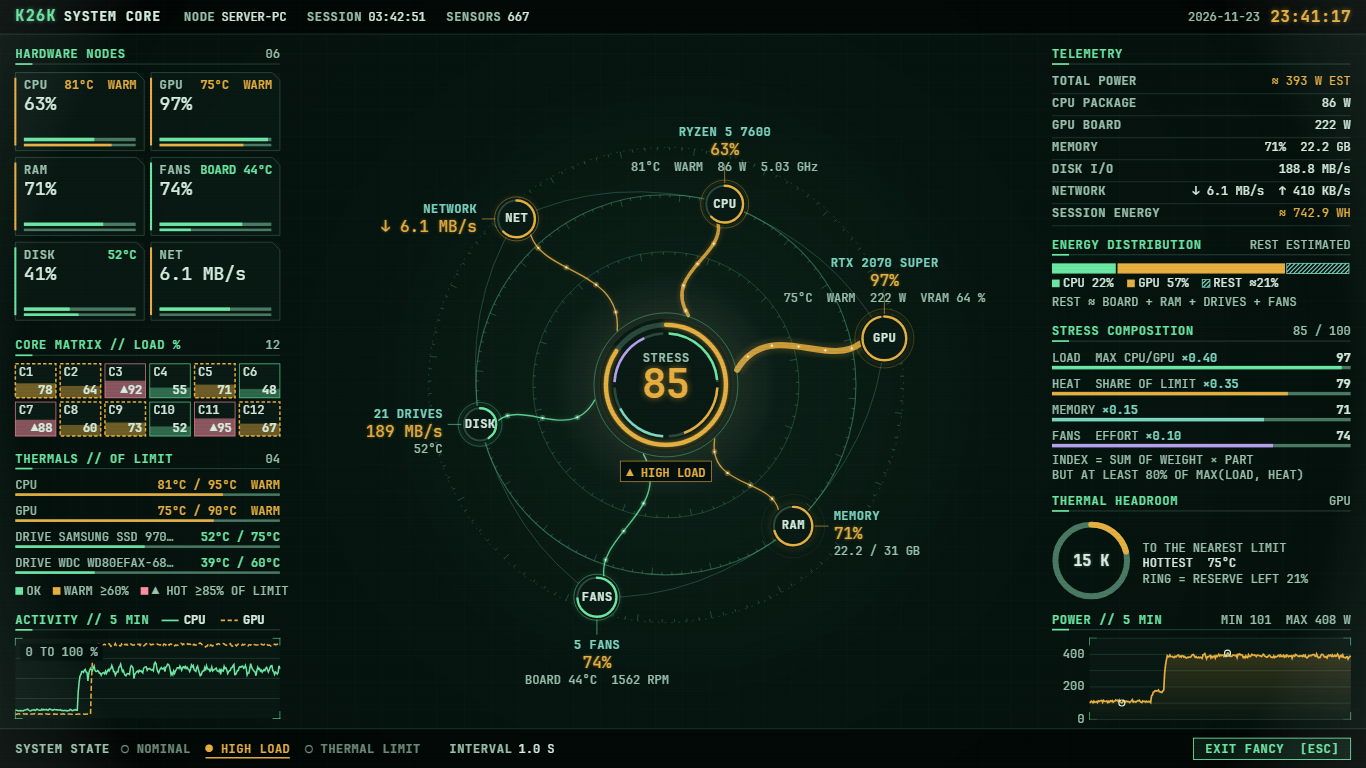 K26K SYSTEM CORE NODE SERVER-PC SESSION 03:42:51 SENSORS 667 2026-11-23 23:41:17
HARDWARE NODES 06
CPU 81°C WARM
63%
GPU 75°C WARM
97%
RAM
71%
FANS BOARD 44°C
74%
DISK 52°C
41%
NET
6.1 MB/s
CORE MATRIX // LOAD % 12
C1 78
C2 64
C3 ▲92
C4 55
C5 71
C6 48
C7 ▲88
C8 60
C9 73
C10 52
C11 ▲95
C12 67
THERMALS // OF LIMIT 04
CPU 81°C / 95°C WARM
GPU 75°C / 90°C WARM
DRIVE SAMSUNG SSD 970… 52°C / 75°C
DRIVE WDC WD80EFAX-68… 39°C / 60°C
OK WARM ≥60% ▲ HOT ≥85% OF LIMIT
ACTIVITY // 5 MIN CPU GPU
0 TO 100 %
RYZEN 5 7600
63%
81°C WARM 86 W 5.03 GHz
CPU
NETWORK
↓ 6.1 MB/s
NET
RTX 2070 SUPER
97%
75°C WARM 222 W VRAM 64 %
GPU
STRESS
85
▲ HIGH LOAD
21 DRIVES
189 MB/s
52°C
DISK
MEMORY
71%
22.2 / 31 GB
RAM
FANS
5 FANS
74%
BOARD 44°C 1562 RPM
TELEMETRY
TOTAL POWER ≈ 393 W EST
CPU PACKAGE 86 W
GPU BOARD 222 W
MEMORY 71% 22.2 GB
DISK I/O 188.8 MB/s
NETWORK ↓ 6.1 MB/s ↑ 410 KB/s
SESSION ENERGY ≈ 742.9 WH
ENERGY DISTRIBUTION REST ESTIMATED
CPU 22% GPU 57% REST ≈21%
REST ≈ BOARD + RAM + DRIVES + FANS
STRESS COMPOSITION 85 / 100
LOAD MAX CPU/GPU ×0.40 97
HEAT SHARE OF LIMIT ×0.35 79
MEMORY ×0.15 71
FANS EFFORT ×0.10 74
INDEX = SUM OF WEIGHT × PART
BUT AT LEAST 80% OF MAX(LOAD, HEAT)
THERMAL HEADROOM GPU
15 K
TO THE NEAREST LIMIT
HOTTEST 75°C
RING = RESERVE LEFT 21%
POWER // 5 MIN MIN 101 MAX 408 W
400
200
0
SYSTEM STATE NOMINAL HIGH LOAD THERMAL LIMIT INTERVAL 1.0 S EXIT FANCY [ESC]